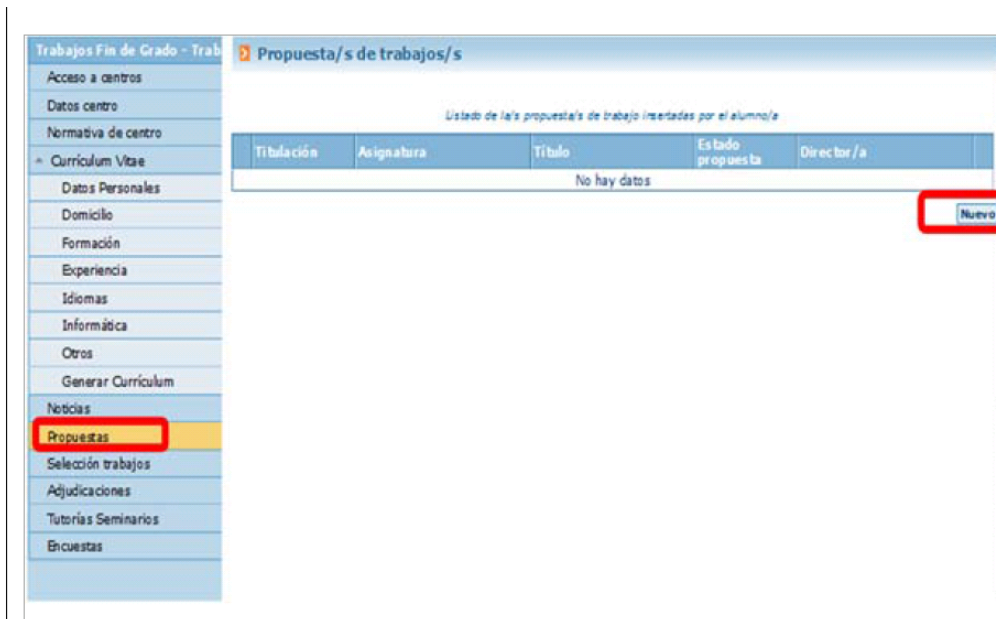 Trabajos Fin de Grado - Trab
Acceso a centros
Datos centro
Normativa de centro
Currículum Vitae
Datos Personales
Domicilio
Formación
Experiencia
Idiomas
Informática
Otros
Generar Currículum
Noticias
Propuestas
Selección trabajos
Adjudicaciones
Tutorías Seminarios
Encuestas
Propuesta/s de trabajos/s
Listado de la/s propuesta/s de trabajo insertadas por el alumno/a
Titulación Asignatura Título Estado propuesta Director/a
No hay datos
Nuevo